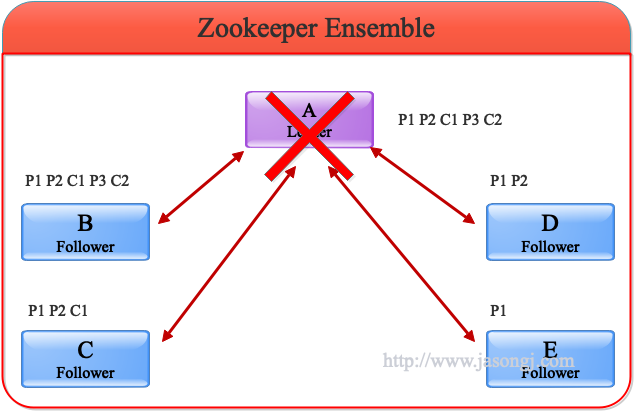 Zookeeper Ensemble
A
Leader
P1 P2 C1 P3 C2
P1 P2 C1 P3 C2
B
Follower
P1 P2
D
Follower
P1 P2 C1
C
Follower
P1
E
Follower
http://www.jasongj.com